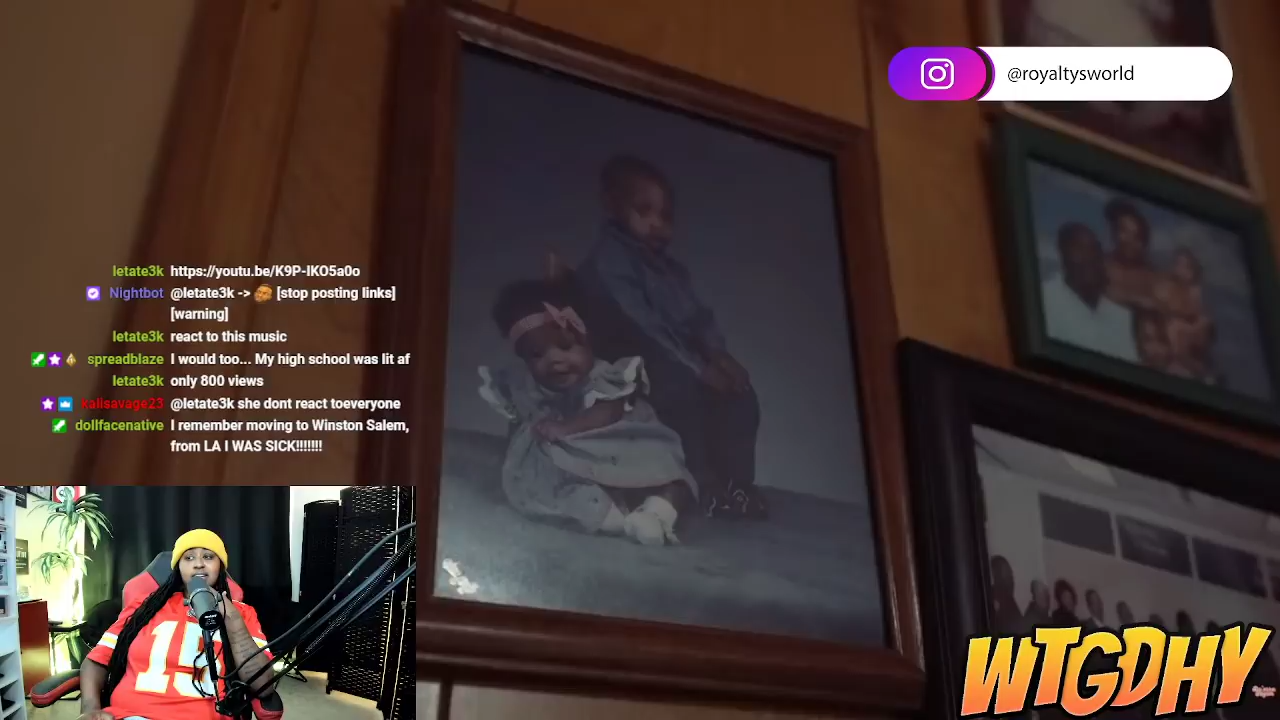 @royaltysworld
letate3k https://youtu.be/K9P-IKO5a0o
Nightbot @letate3k -> [stop posting links]
[warning]
letate3k react to this music
spreadblaze I would too... My high school was lit af
letate3k only 800 views
kalisavage23 @letate3k she dont react toeveryone
dollfacenative I remember moving to Winston Salem,
from LA I WAS SICK!!!!!!!
15
WTGDHY